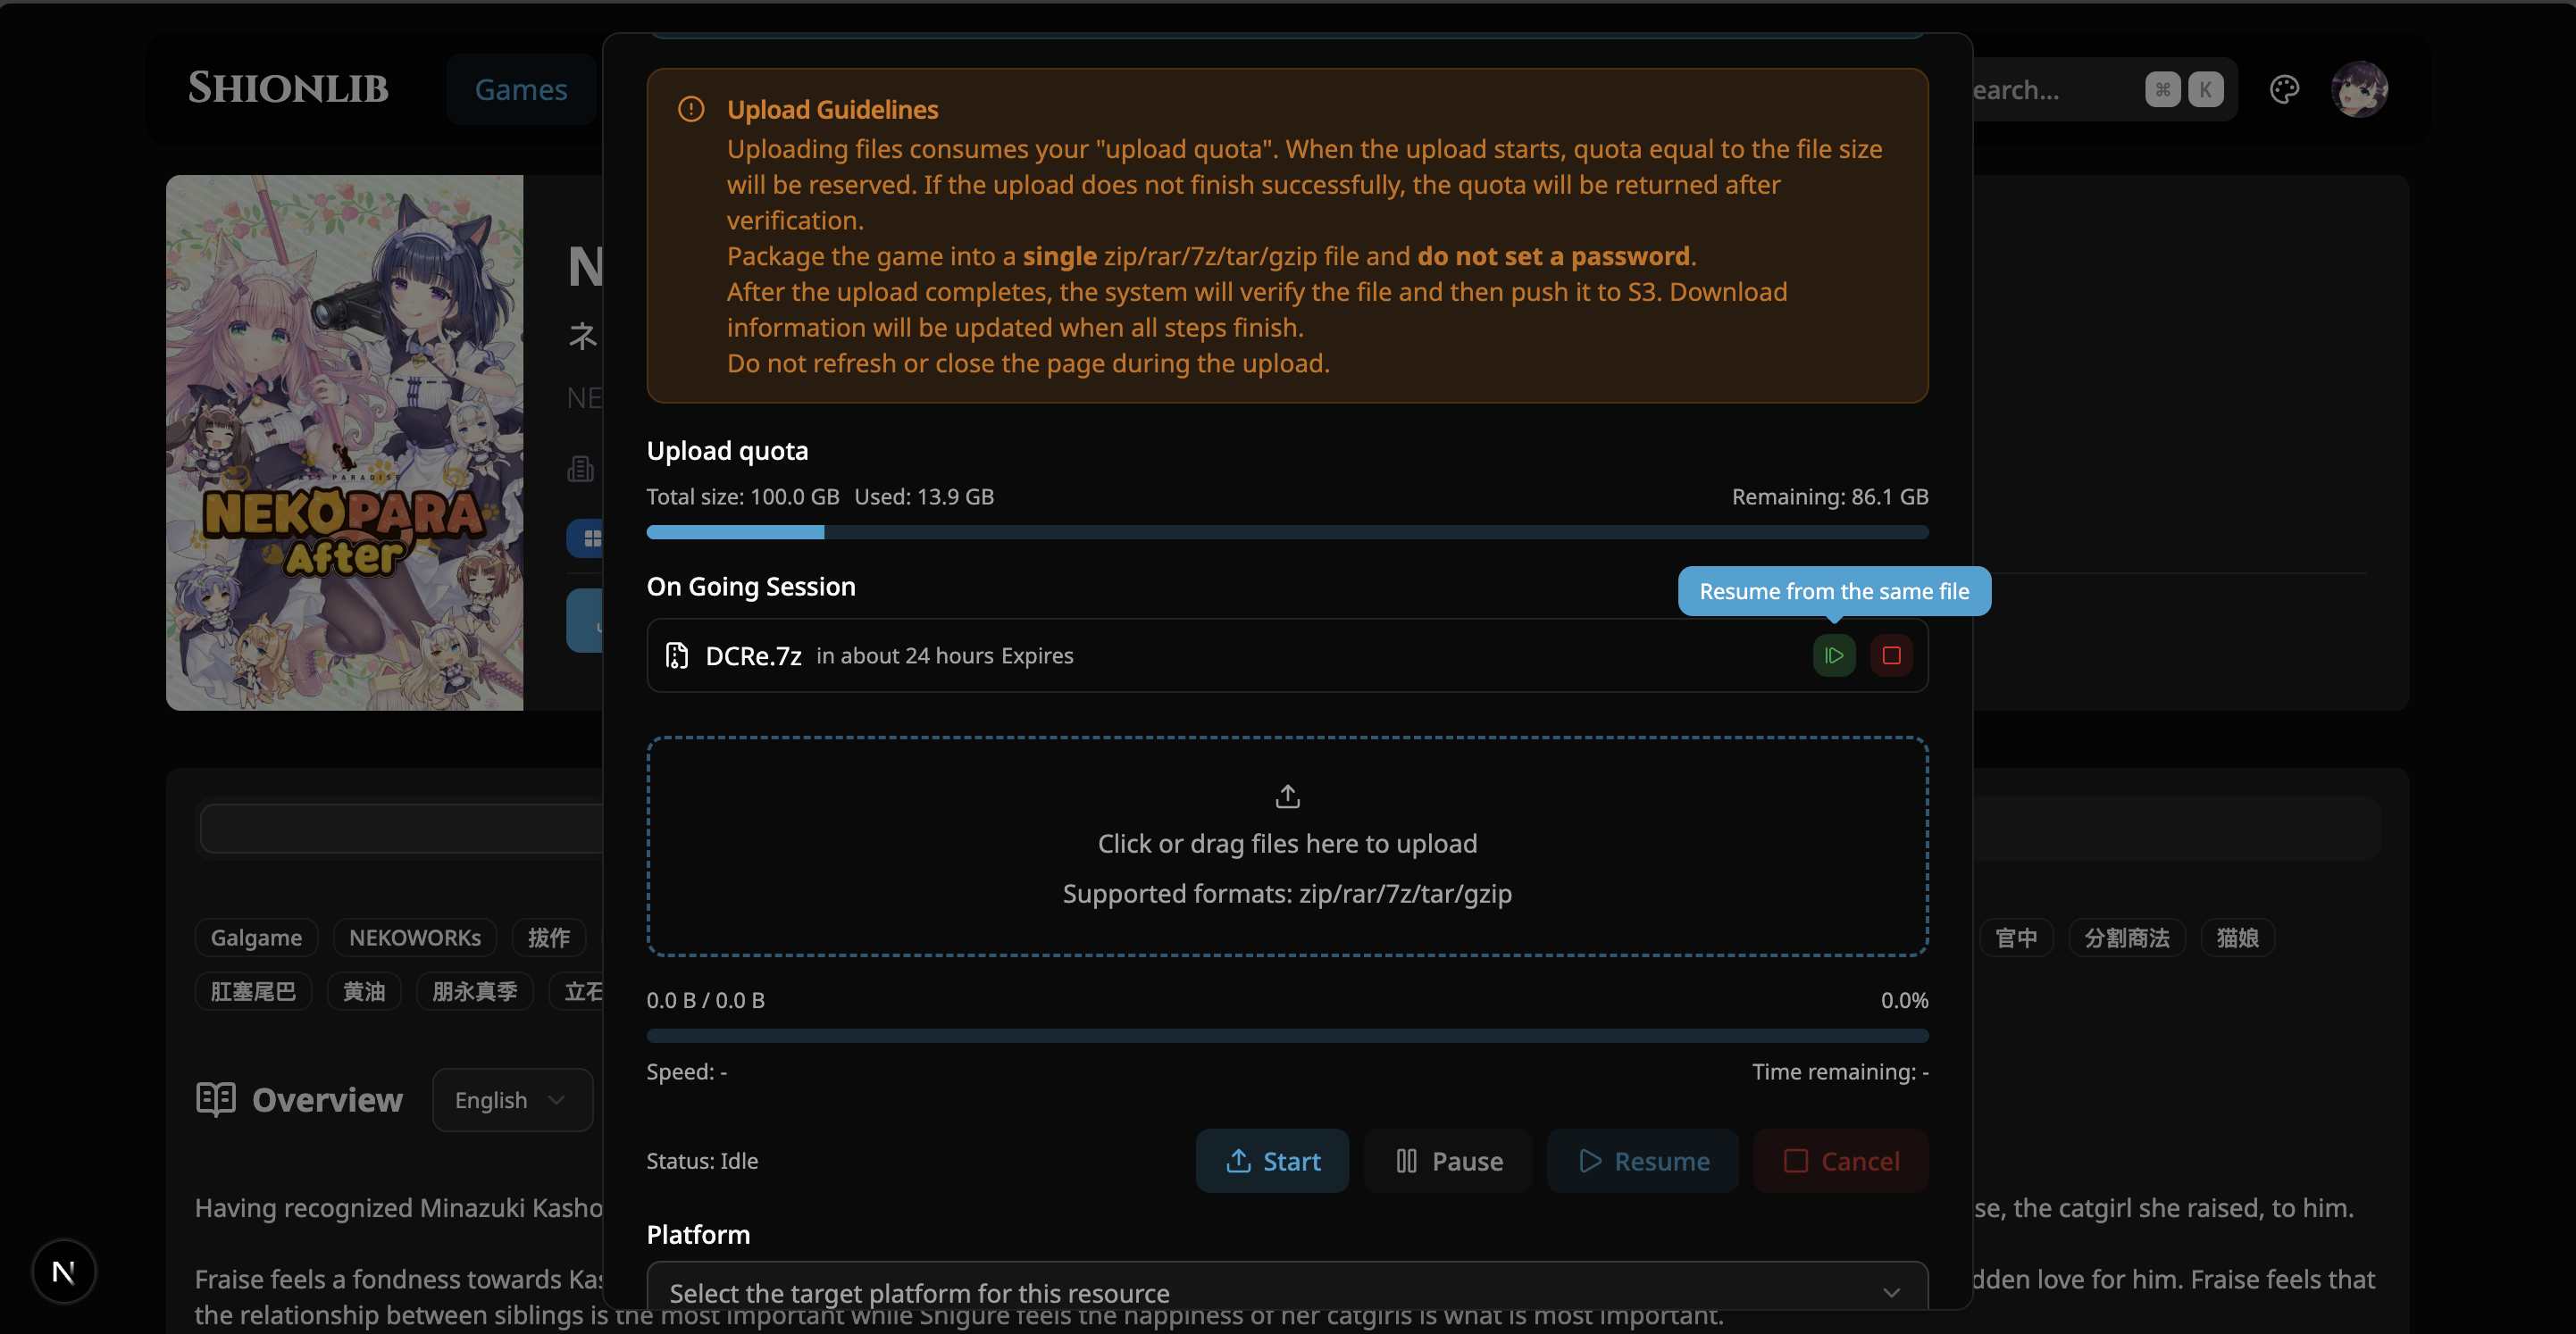 SHIONLIB
Games
earch...
⌘ K
Upload Guidelines
Uploading files consumes your "upload quota". When the upload starts, quota equal to the file size
will be reserved. If the upload does not finish successfully, the quota will be returned after
verification.
Package the game into a single zip/rar/7z/tar/gzip file and do not set a password.
After the upload completes, the system will verify the file and then push it to S3. Download
information will be updated when all steps finish.
Do not refresh or close the page during the upload.
CATS PARADISE
NEKOPARA
After
N
ネ
NE
Upload quota
Total size: 100.0 GB Used: 13.9 GB
Remaining: 86.1 GB
On Going Session
Resume from the same file
DCRe.7z in about 24 hours Expires
Click or drag files here to upload
Supported formats: zip/rar/7z/tar/gzip
0.0 B / 0.0 B
0.0%
Speed: -
Time remaining: -
Status: Idle
Start
Pause
Resume
Cancel
Platform
Select the target platform for this resource
Galgame
NEKOWORKs
拔作
官中
分割商法
猫娘
肛塞尾巴
黄油
朋永真季
立石
Overview
English
Having recognized Minazuki Kasho
se, the catgirl she raised, to him.
Fraise feels a fondness towards Kas
dden love for him. Fraise feels that
the relationship between siblings is the most important while Shigure feels the happiness of her catgirls is what is most important.
N